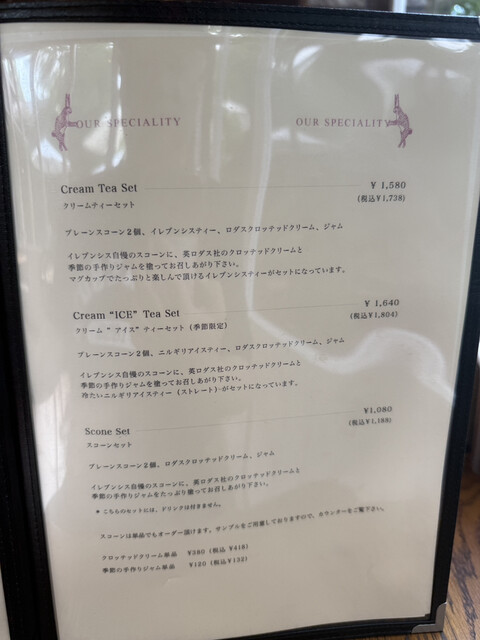 OUR SPECIALITY OUR SPECIALITY
Cream Tea Set ¥ 1,580
クリームティーセット (税込¥1,738)
プレーンスコーン2個、イレブンシスティー、ロダスクロッテッドクリーム、ジャム
イレブンシス自慢のスコーンに、英ロダス社のクロッテッドクリームと
季節の手作りジャムを塗ってお召しあがり下さい。
マグカップでたっぷりと楽しんで頂けるイレブンシスティーがセットになっています。
Cream “ICE” Tea Set ¥ 1,640
クリーム “ アイス” ティーセット (季節限定) (税込¥1,804)
プレーンスコーン2個、ニルギリアイスティー、ロダスクロッテッドクリーム、ジャム
イレブンシス自慢のスコーンに、英ロダス社のクロッテッドクリームと
季節の手作りジャムを塗ってお召しあがり下さい。
冷たいニルギリアイスティー (ストレート) がセットになっています。
Scone Set ¥1,080
スコーンセット (税込¥1,188)
プレーンスコーン2個、ロダスクロッテッドクリーム、ジャム
イレブンシス自慢のスコーンに、英ロダス社のクロッテッドクリームと
季節の手作りジャムをたっぷり塗ってお召しあがり下さい。
* こちらのセットには、ドリンクは付きません。
スコーンは単品でもオーダー頂けます。サンプルをご用意しておりますので、カウンターをご覧下さい。
クロッテッドクリーム単品 ¥380 (税込 ¥418)
季節の手作りジャム単品 ¥120 (税込 ¥132)